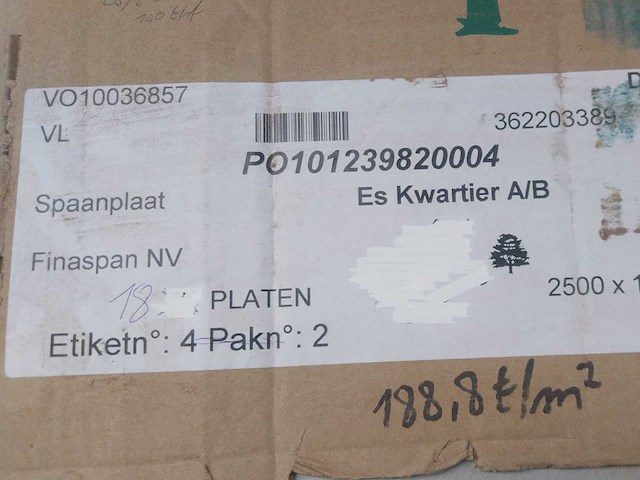 VO10036857
VL
362203389
PO101239820004
Spaanplaat
Es Kwartier A/B
Finaspan NV
18
PLATEN
2500 x 1
Etiketn°: 4 Pakn°: 2
188,8 t/m²